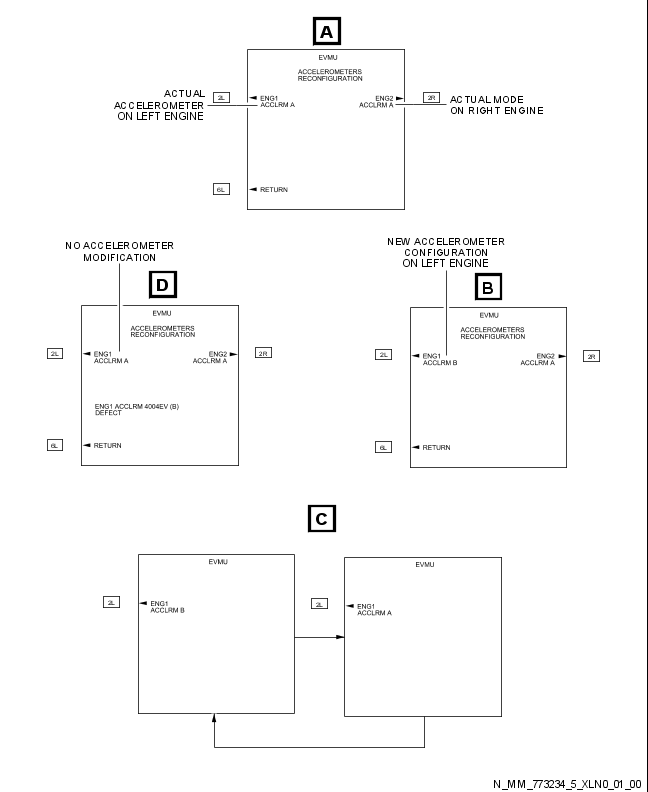 A
EVMU
ACCELEROMETERS
RECONFIGURATION
ACTUAL
ACCELEROMETER
ON LEFT ENGINE
2L
ENG1
ACCLRM A
ENG2
ACCLRM A
2R
ACTUAL MODE
ON RIGHT ENGINE
6L
RETURN
NO ACCELEROMETER
MODIFICATION
D
EVMU
ACCELEROMETERS
RECONFIGURATION
2L
ENG1
ACCLRM A
ENG2
ACCLRM A
2R
ENG1 ACCLRM 4004EV (B)
DEFECT
6L
RETURN
NEW ACCELEROMETER
CONFIGURATION
ON LEFT ENGINE
B
EVMU
ACCELEROMETERS
RECONFIGURATION
2L
ENG1
ACCLRM B
ENG2
ACCLRM A
2R
6L
RETURN
C
EVMU
2L
ENG1
ACCLRM B
EVMU
2L
ENG1
ACCLRM A
N_MM_773234_5_XLN0_01_00